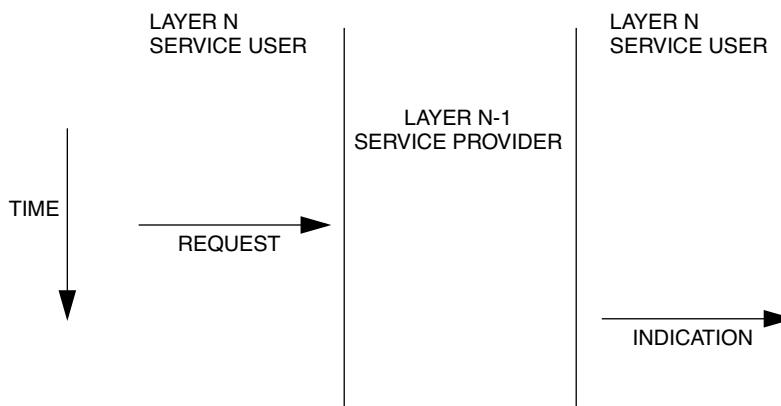 LAYER N
SERVICE USER
LAYER N
SERVICE USER
LAYER N-1
SERVICE PROVIDER
TIME
REQUEST
INDICATION